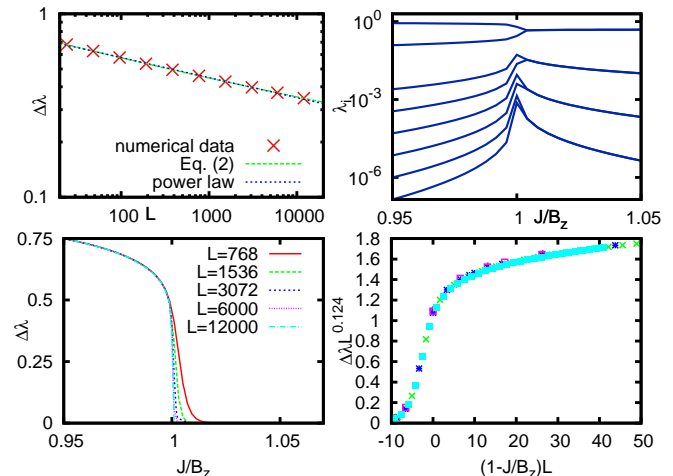 1
Δλ
0.1
100 L 1000 10000
numerical data
Eq. (2)
power law
10^0
λ_i
10^-3
10^-6
0.95 1 J/B_z 1.05
0.75
0.5
Δλ
0.25
0
0.95 1 1.05
J/B_z
L=768
L=1536
L=3072
L=6000
L=12000
1.8
1.6
1.4
1.2
1
0.8
0.6
0.4
0.2
0
ΔλL^0.124
-10 0 10 20 30 40 50
(1-J/B_z)L